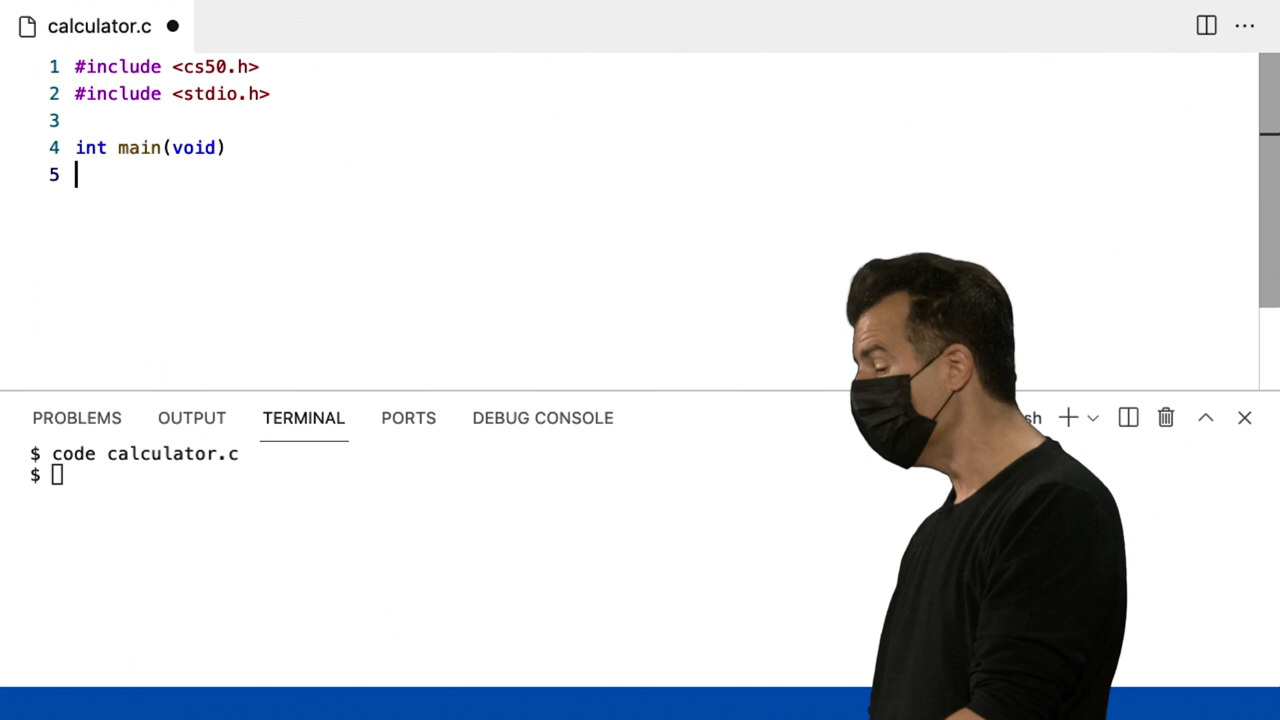 calculator.c
1 #include <cs50.h>
2 #include <stdio.h>
3
4 int main(void)
5
PROBLEMS OUTPUT TERMINAL PORTS DEBUG CONSOLE sh
$ code calculator.c
$